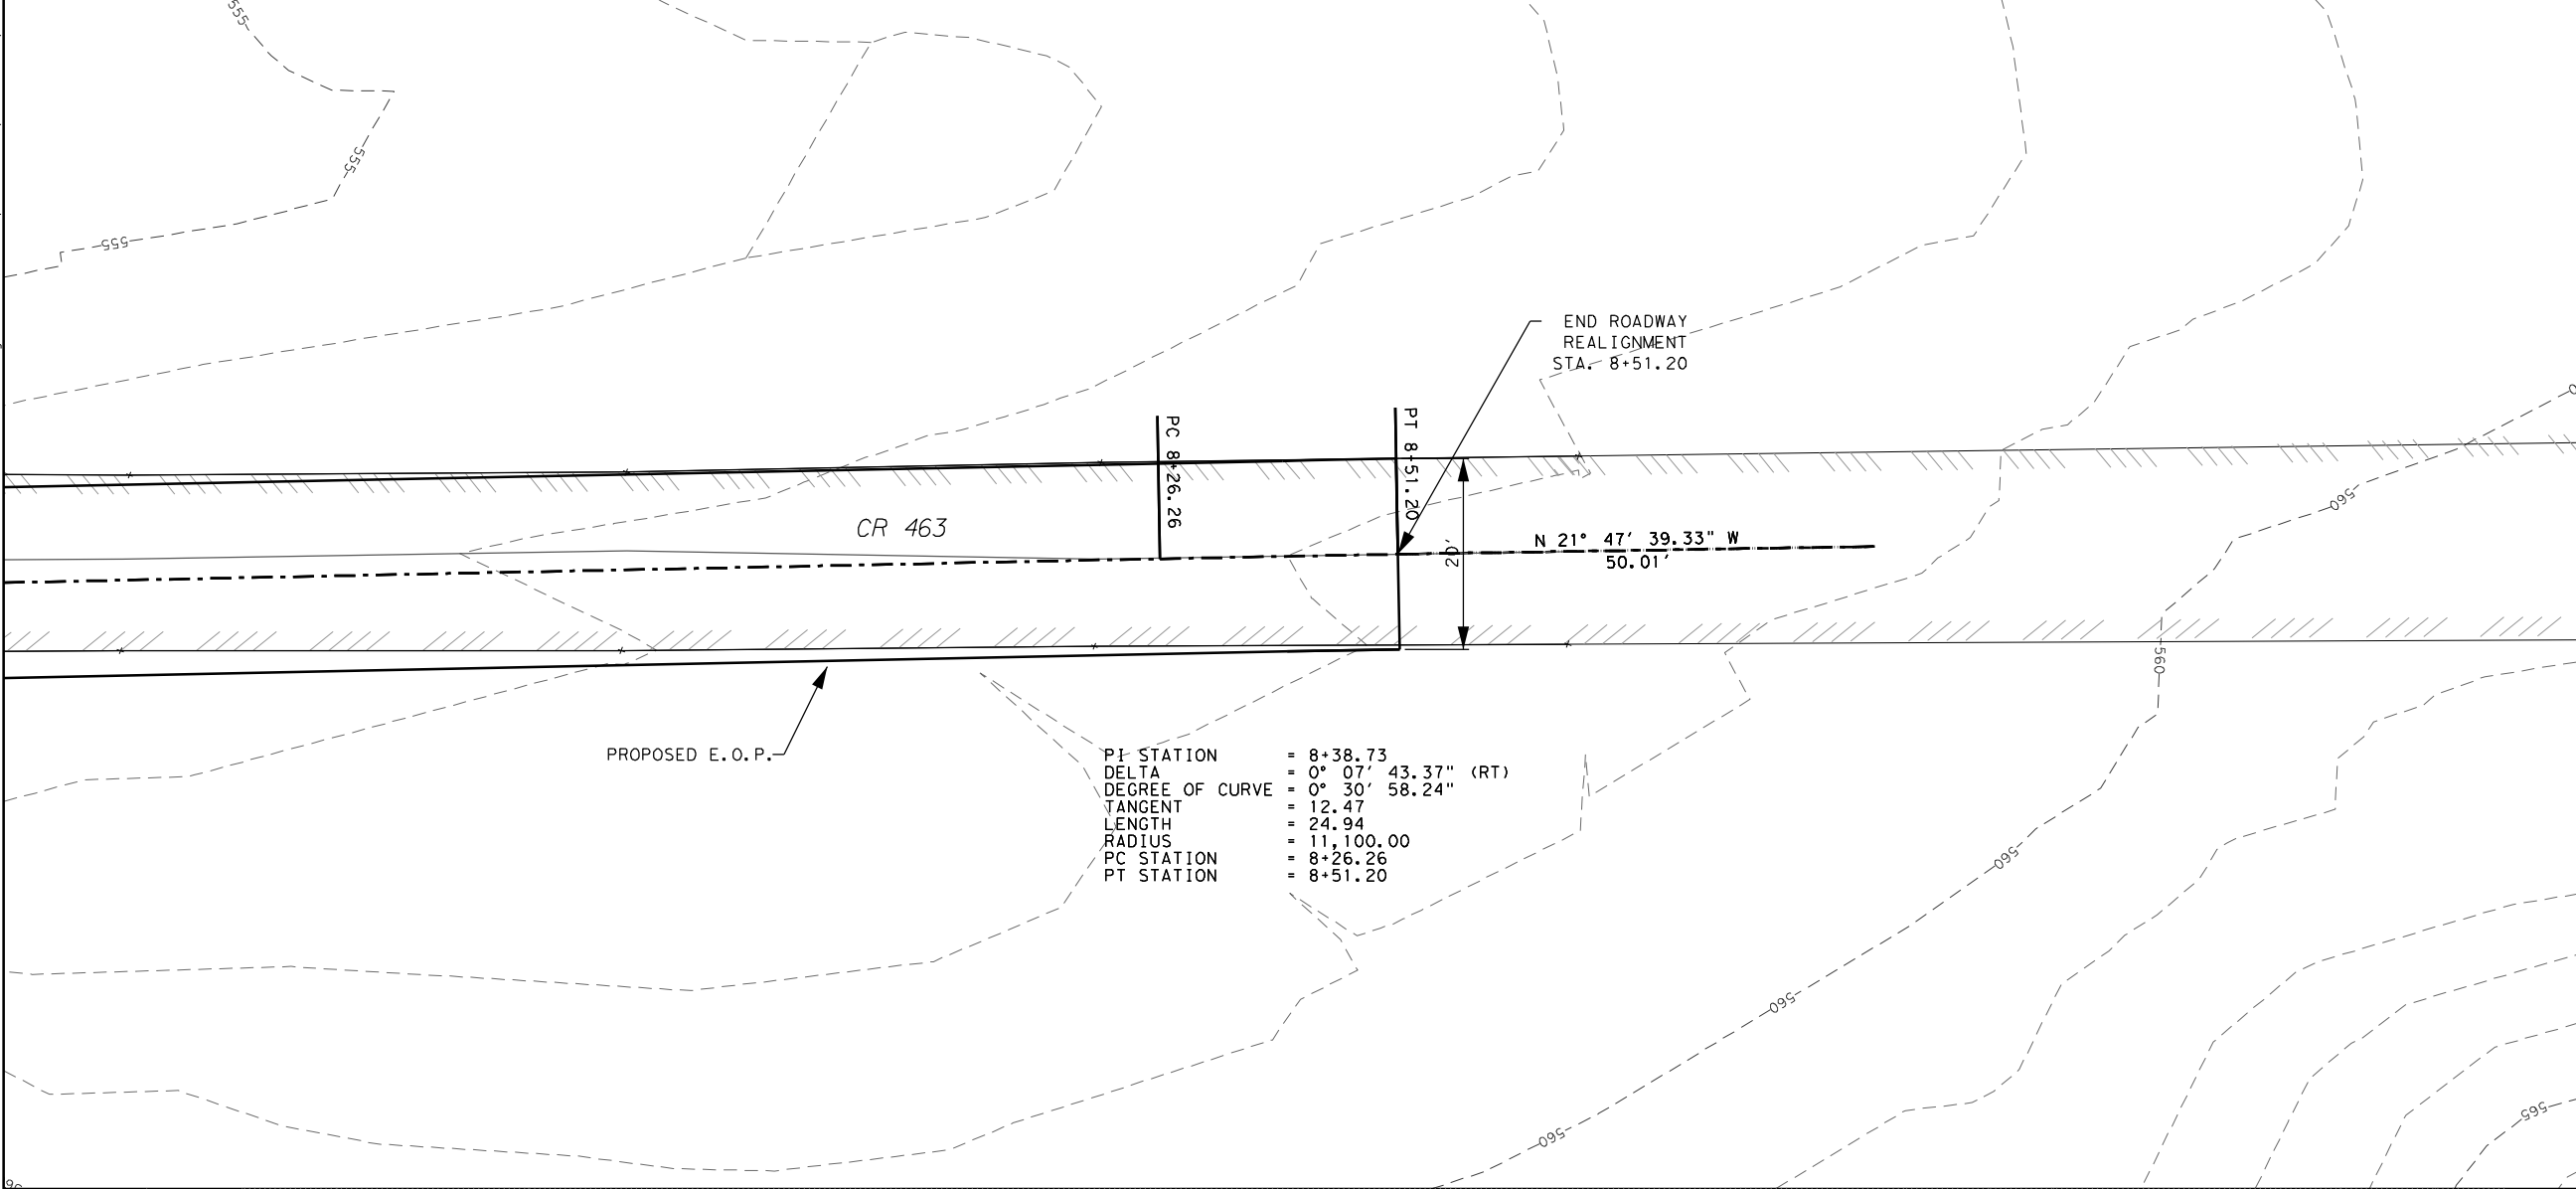 555
555
555
END ROADWAY
REALIGNMENT
STA. 8+51.20
PC 8+26.26
PT 8+51.20
CR 463
20'
N 21° 47' 39.33" W
50.01'
560
560
PROPOSED E.O.P.
PI STATION = 8+38.73
DELTA = 0° 07' 43.37" (RT)
DEGREE OF CURVE = 0° 30' 58.24"
TANGENT = 12.47
LENGTH = 24.94
RADIUS = 11,100.00
PC STATION = 8+26.26
PT STATION = 8+51.20
560
560
560
565